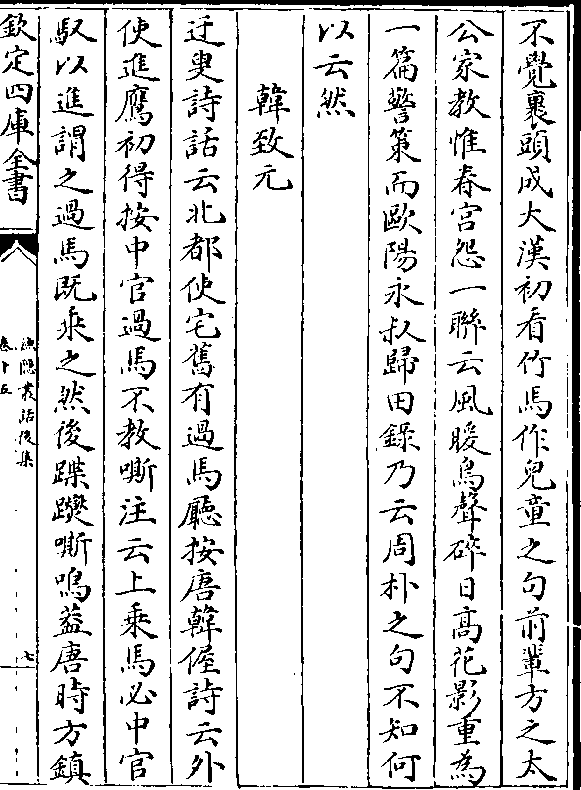 不覺裹頭成大漢初看竹馬作兒童之句前輩方之太
公家教惟春宮怨一聯云風暖鳥聲碎日髙花影重為
一篇警策而歐陽永叔歸田錄乃云周朴之句不知何
以云然
韓致元
迂叟詩話云北都使宅舊有過馬廳按唐韓偓詩云外
使進鷹初得按中官過馬不教嘶注云上乘馬必中官
馭以進謂之過馬既乘之然後蹀躞嘶鳴葢唐時方鎮
欽定四庫全書
漁隱叢話後集
卷十五
七